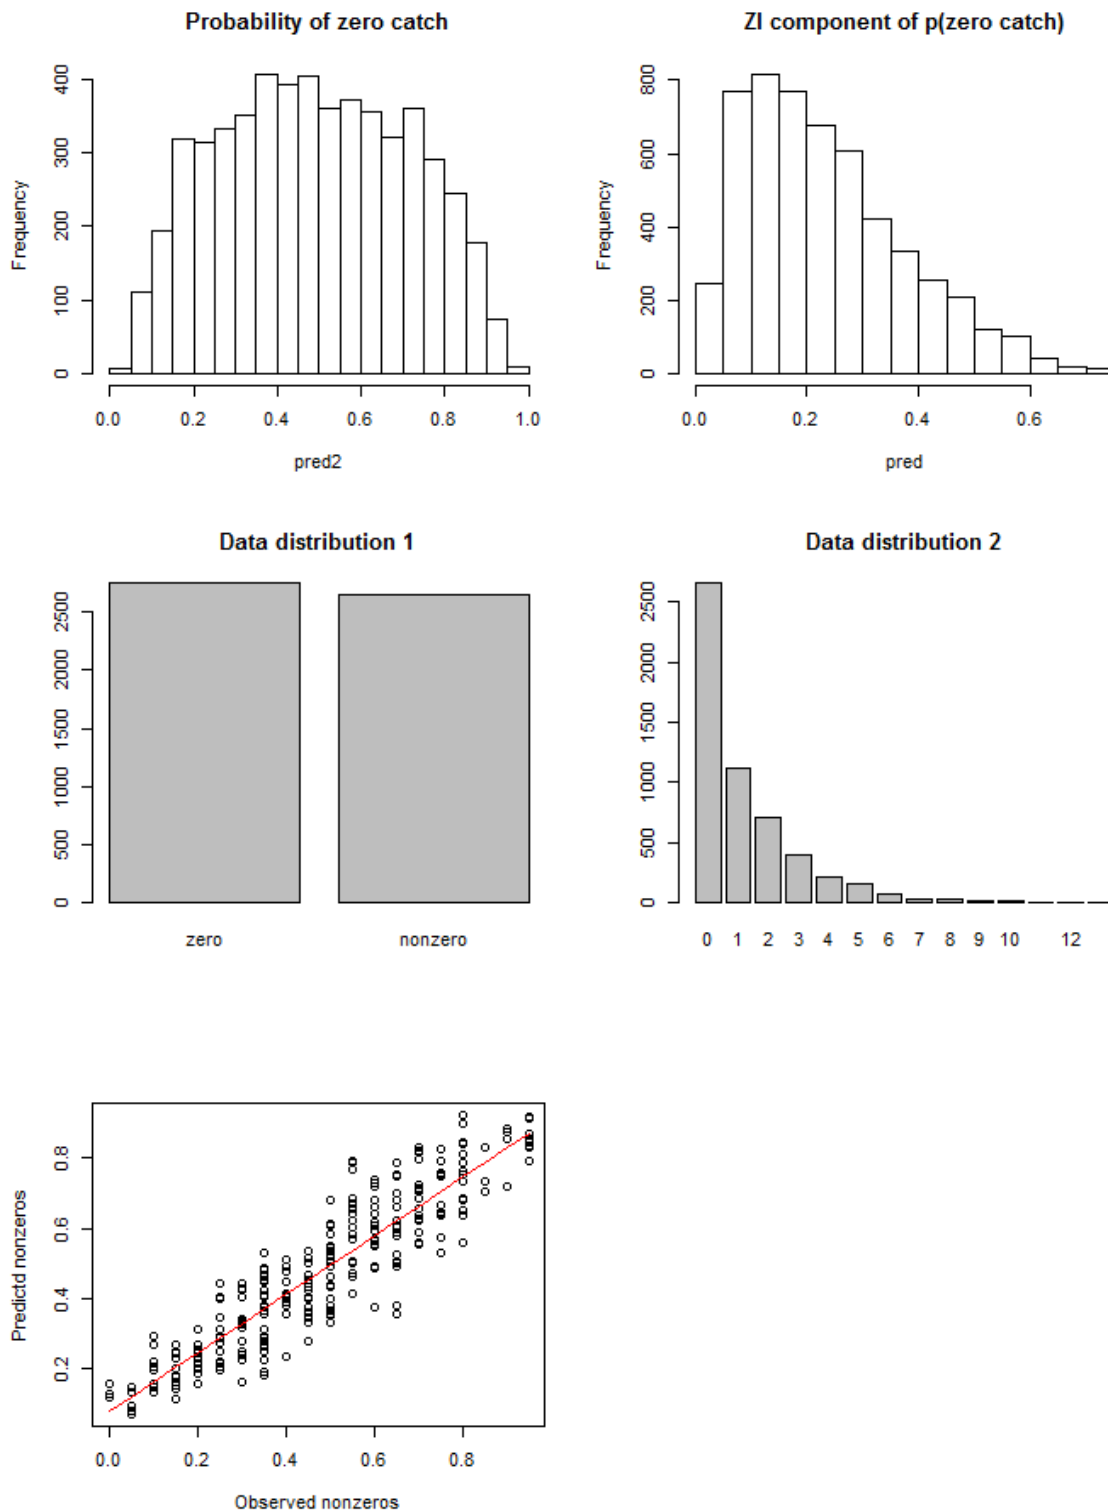 Probability of zero catch
Frequency
400
300
200
100
0
0.0 0.2 0.4 0.6 0.8 1.0
pred2
ZI component of p(zero catch)
Frequency
800
600
400
200
0
0.0 0.2 0.4 0.6
pred
Data distribution 1
2500
2000
1500
1000
500
0
zero nonzero
Data distribution 2
2500
2000
1500
1000
500
0
0 1 2 3 4 5 6 7 8 9 10 12
Predictd nonzeros
0.8
0.6
0.4
0.2
0.0 0.2 0.4 0.6 0.8
Observed nonzeros